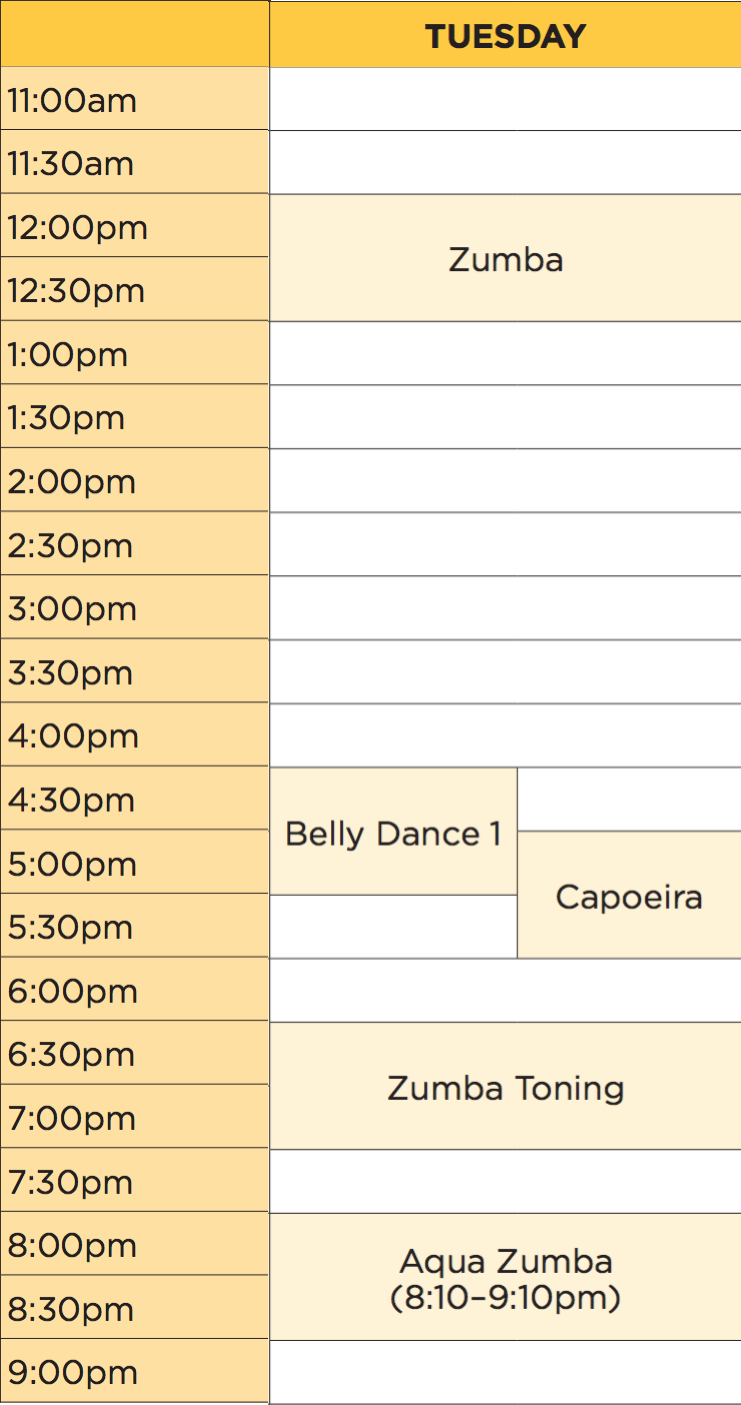 TUESDAY
11:00am
11:30am
12:00pm
Zumba
12:30pm
1:00pm
1:30pm
2:00pm
2:30pm
3:00pm
3:30pm
4:00pm
4:30pm
Belly Dance 1
5:00pm
Capoeira
5:30pm
6:00pm
6:30pm
Zumba Toning
7:00pm
7:30pm
8:00pm
Aqua Zumba
(8:10–9:10pm)
8:30pm
9:00pm